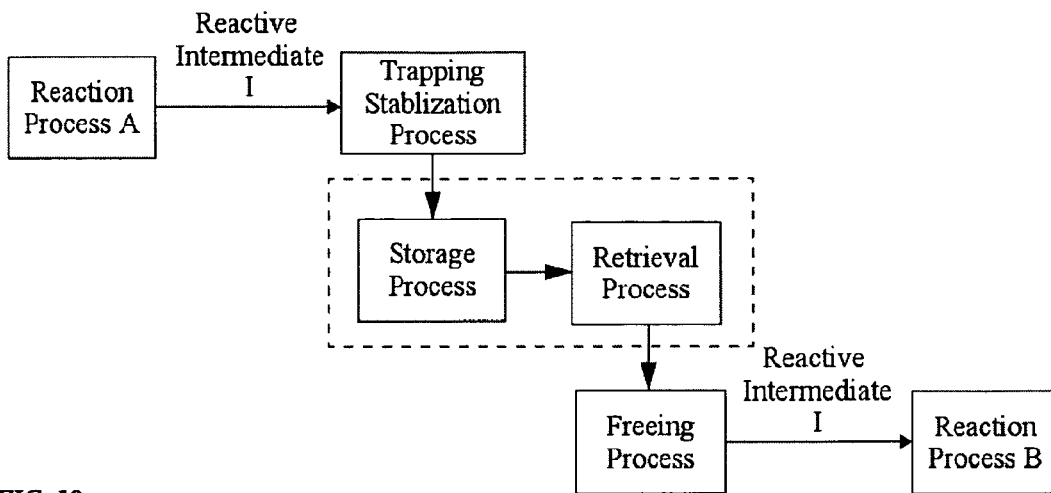 Reactive
Intermediate
I
Reaction
Process A
Trapping
Stablization
Process
Storage
Process
Retrieval
Process
Reactive
Intermediate
I
Freeing
Process
Reaction
Process B